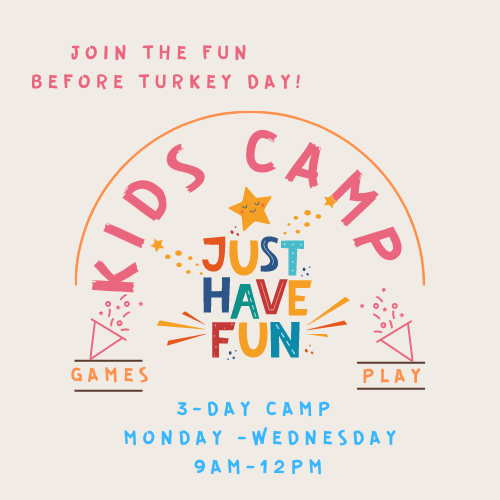 JOIN THE FUN
BEFORE TURKEY DAY!
KIDS CAMP
JUST
HAVE
FUN
GAMES
PLAY
3-DAY CAMP
MONDAY -WEDNESDAY
9AM-12PM